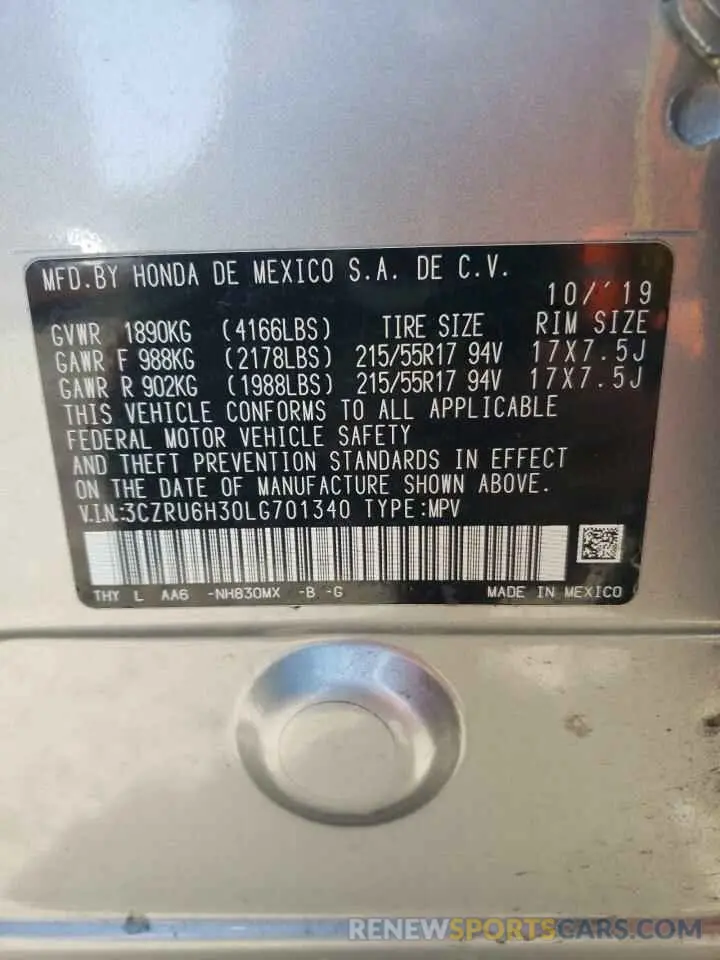 MFD.BY HONDA DE MEXICO S.A. DE C.V.
10/'19
GVWR 1890KG (4166LBS) TIRE SIZE RIM SIZE
GAWR F 988KG (2178LBS) 215/55R17 94V 17X7.5J
GAWR R 902KG (1988LBS) 215/55R17 94V 17X7.5J
THIS VEHICLE CONFORMS TO ALL APPLICABLE
FEDERAL MOTOR VEHICLE SAFETY
AND THEFT PREVENTION STANDARDS IN EFFECT
ON THE DATE OF MANUFACTURE SHOWN ABOVE.
V.I.N.:3CZRU6H30LG701340 TYPE:MPV
THY L AA6 -NH830MX -B -G MADE IN MEXICO
RENEWSPORTSCARS.COM